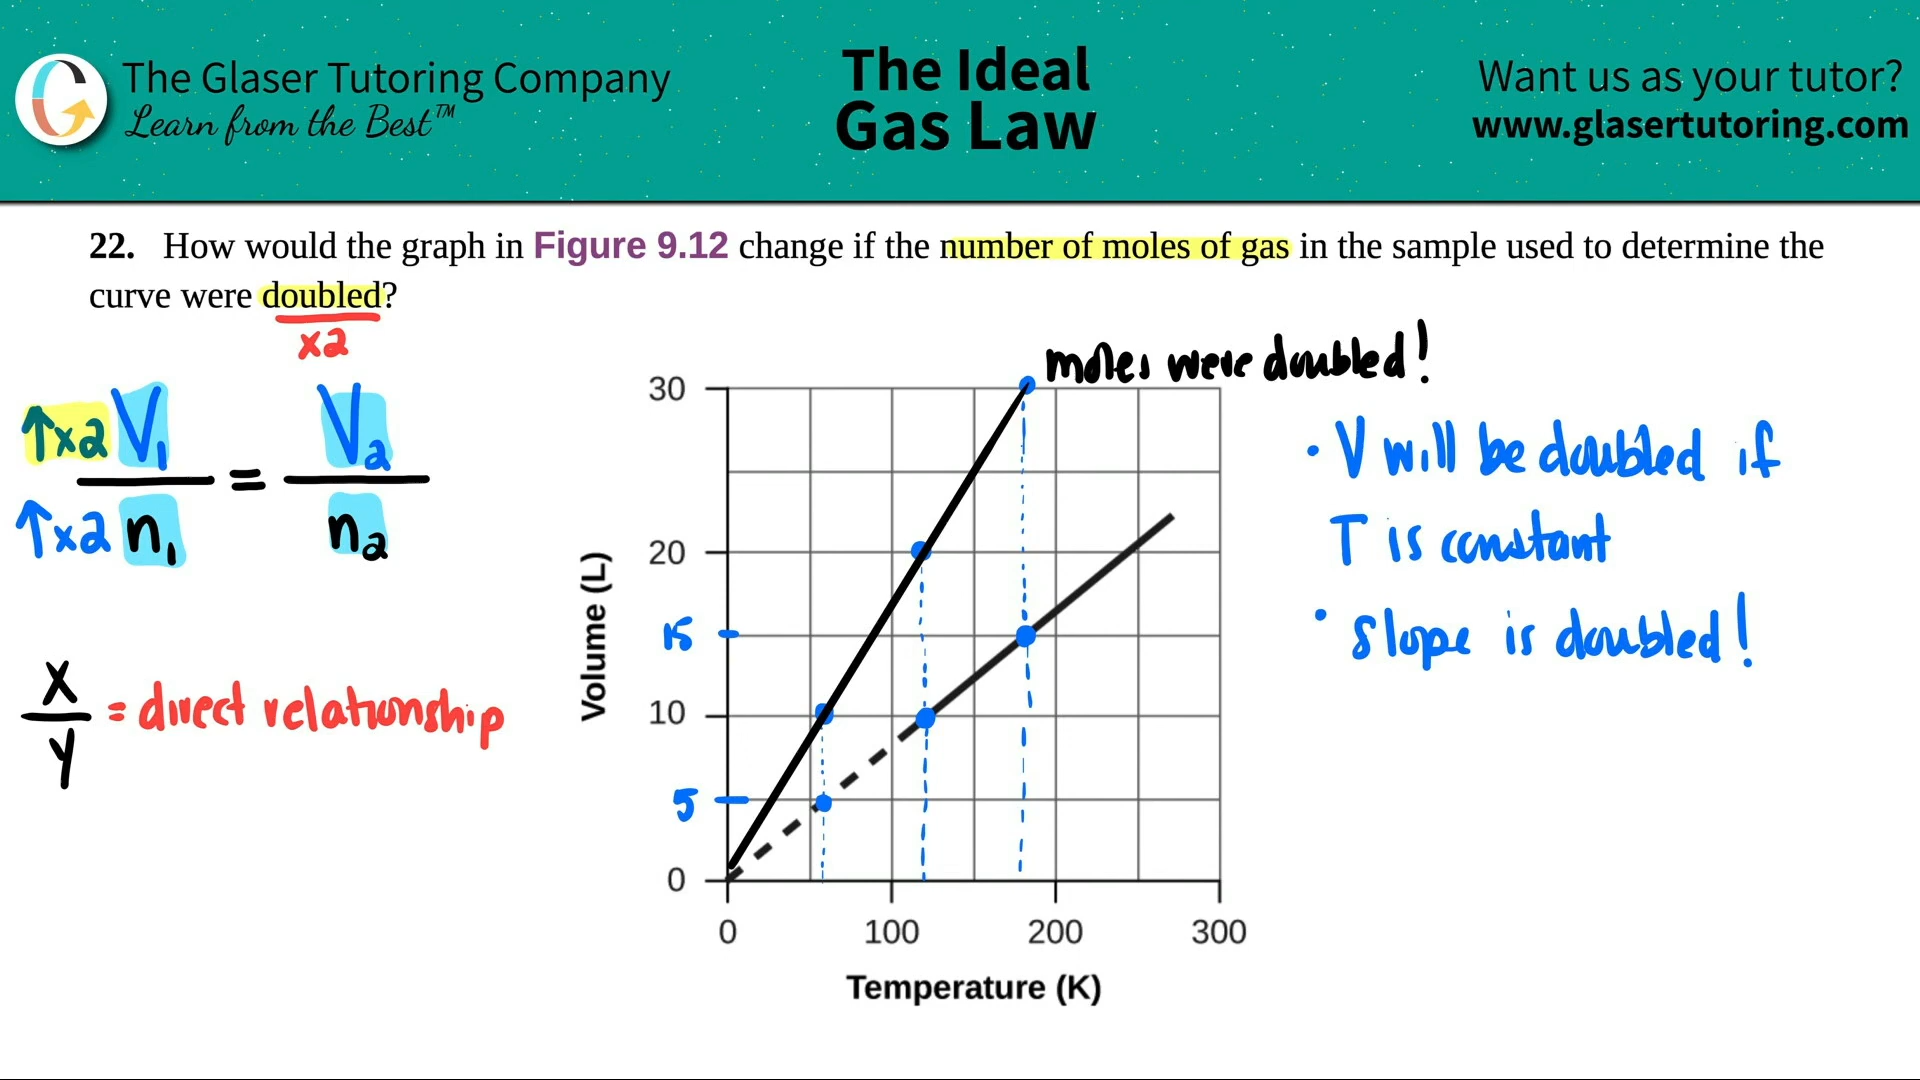 The Glaser Tutoring Company
Learn from the Best™
The Ideal
Gas Law
Want us as your tutor?
www.glasertutoring.com
22. How would the graph in Figure 9.12 change if the number of moles of gas in the sample used to determine the
curve were doubled?
x2
↑x2 V₁ = V₂
↑x2 n₁ n₂
x
y
= direct relationship
moles were doubled!
30
20
15
10
5
0
Volume (L)
0 100 200 300
Temperature (K)
• V will be doubled if
T is constant
• slope is doubled!